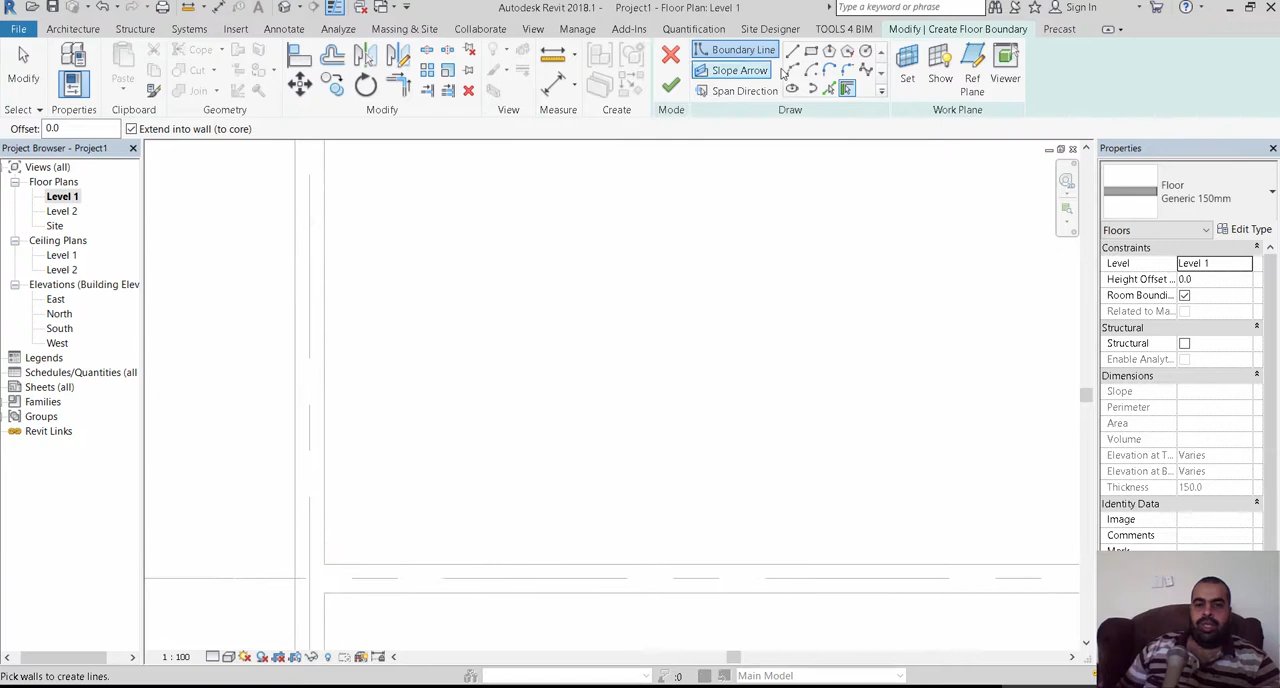 Autodesk Revit 2018.1 - Project1 - Floor Plan: Level 1
Type a keyword or phrase
Sign In
File Architecture Structure Systems Insert Annotate Analyze Massing & Site Collaborate View Manage Add-Ins Quantification Site Designer TOOLS 4 BIM Modify | Create Floor Boundary Precast
Modify
Properties
Paste
Cope
Cut
Join
Boundary Line
Slope Arrow
Span Direction
Set
Show
Ref Plane
Viewer
Select Properties Clipboard Geometry Modify View Measure Create Mode Draw Work Plane
Offset: 0.0 Extend into wall (to core)
Project Browser - Project1
Views (all)
Floor Plans
Level 1
Level 2
Site
Ceiling Plans
Level 1
Level 2
Elevations (Building Elev
East
North
South
West
Legends
Schedules/Quantities (all
Sheets (all)
Families
Groups
Revit Links
Properties
Floor
Generic 150mm
Floors Edit Type
Constraints
Level Level 1
Height Offset ... 0.0
Room Boundi...
Related to Ma...
Structural
Structural
Enable Analyt...
Dimensions
Slope
Perimeter
Area
Volume
Elevation at T... Varies
Elevation at B... Varies
Thickness 150.0
Identity Data
Image
Comments
1 : 100
Pick walls to create lines.
:0
Main Model